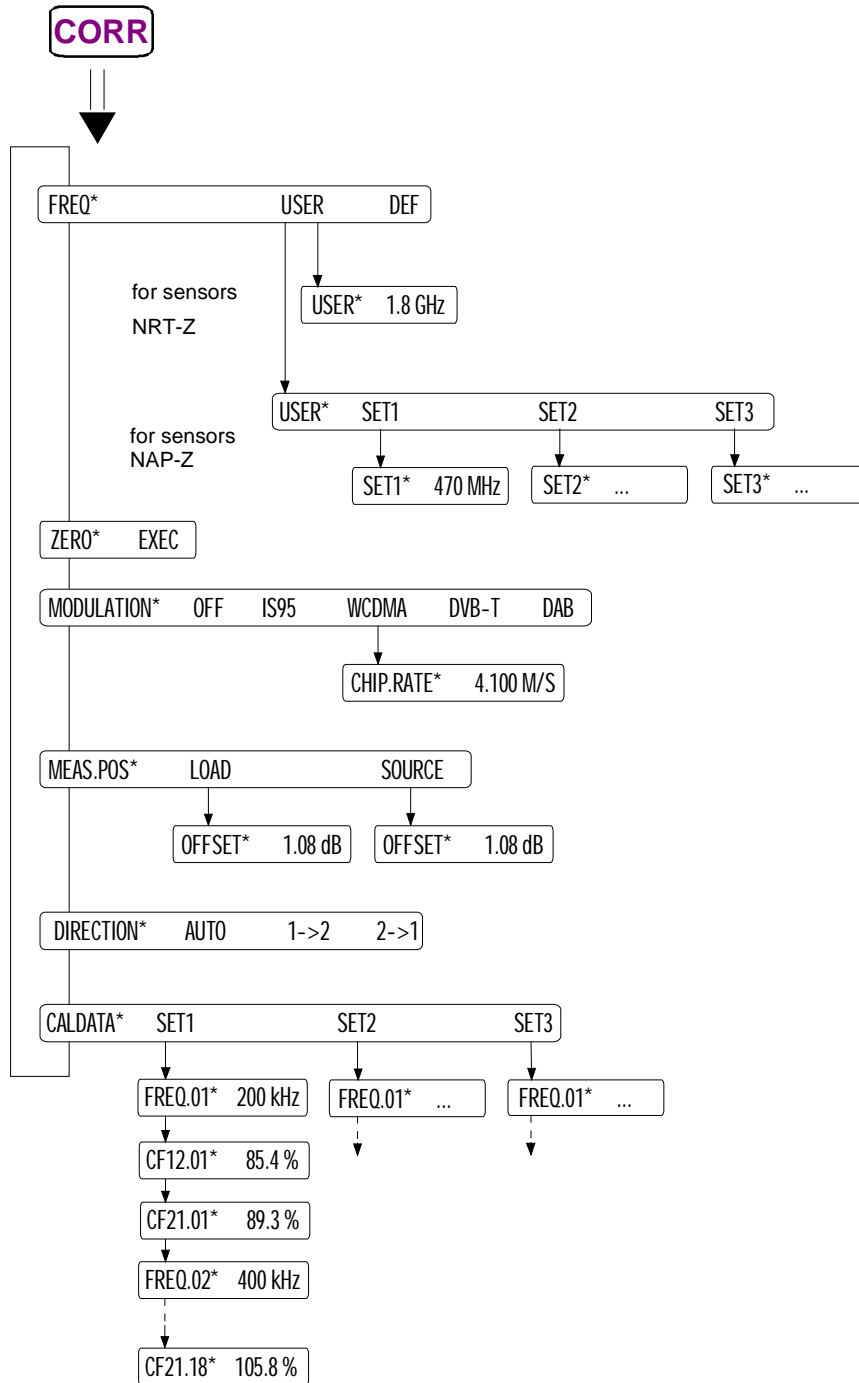 CORR
FREQ* USER DEF
for sensors
NRT-Z
USER* 1.8 GHz
USER* SET1 SET2 SET3
for sensors
NAP-Z
SET1* 470 MHz SET2* ... SET3* ...
ZERO* EXEC
MODULATION* OFF IS95 WCDMA DVB-T DAB
CHIP.RATE* 4.100 M/S
MEAS.POS* LOAD SOURCE
OFFSET* 1.08 dB OFFSET* 1.08 dB
DIRECTION* AUTO 1->2 2->1
CALDATA* SET1 SET2 SET3
FREQ.01* 200 kHz FREQ.01* ... FREQ.01* ...
CF12.01* 85.4 %
CF21.01* 89.3 %
FREQ.02* 400 kHz
CF21.18* 105.8 %